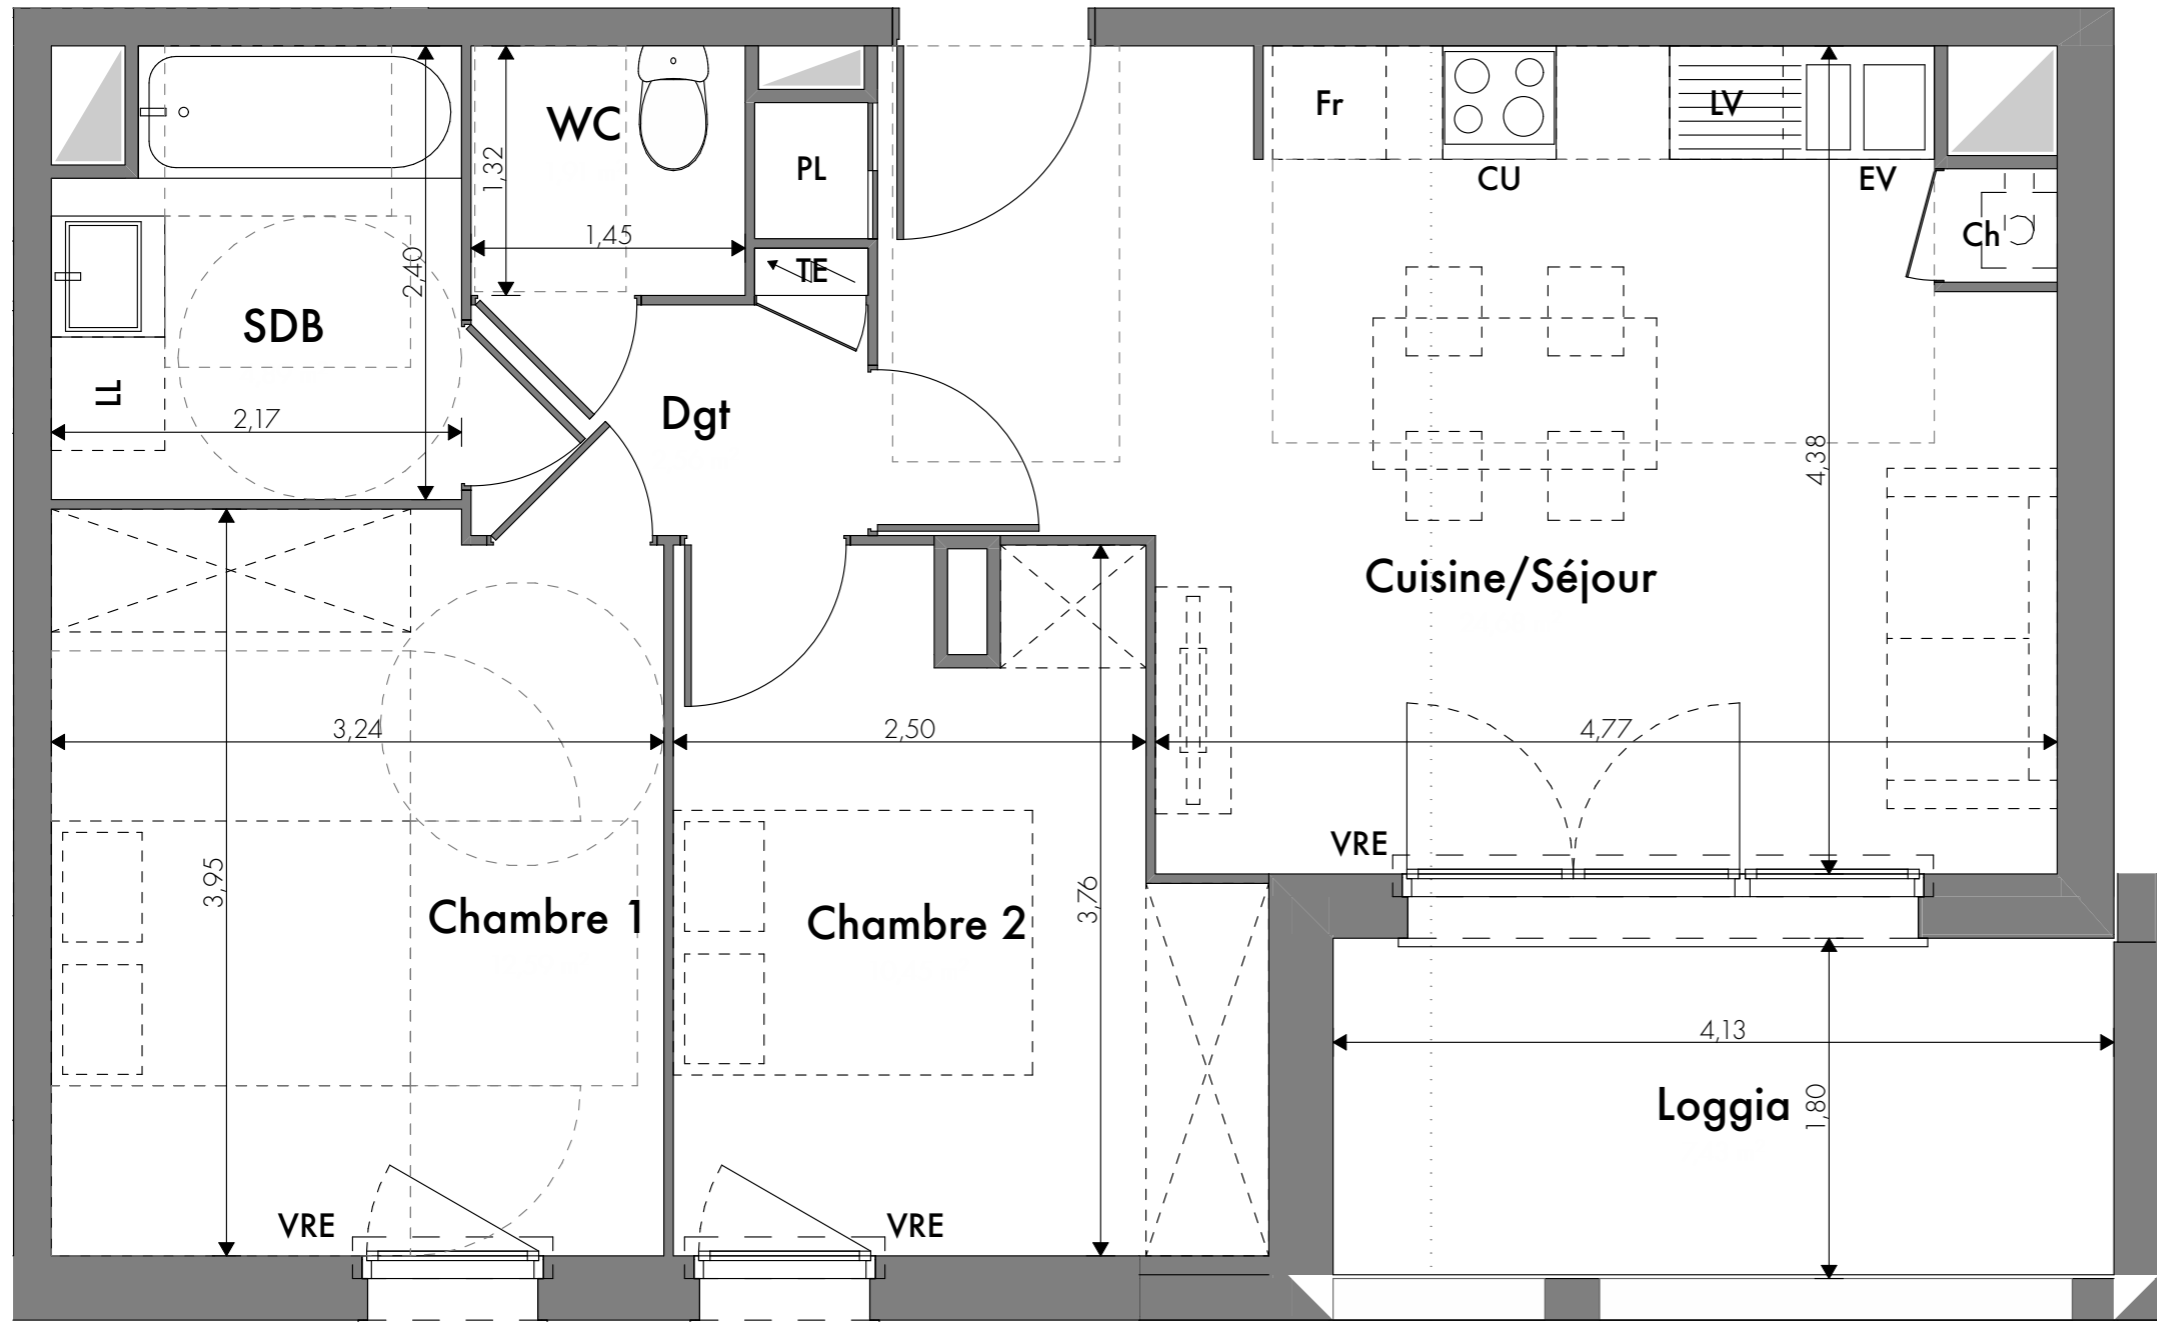 WC
1,32
1,45
PL
TE
Fr
CU
LV
EV
Ch
2,40
SDB
LL
2,17
Dgt
4,38
Cuisine/Séjour
3,24
2,50
4,77
VRE
3,95
Chambre 1
3,76
Chambre 2
4,13
Loggia
1,80
VRE
VRE